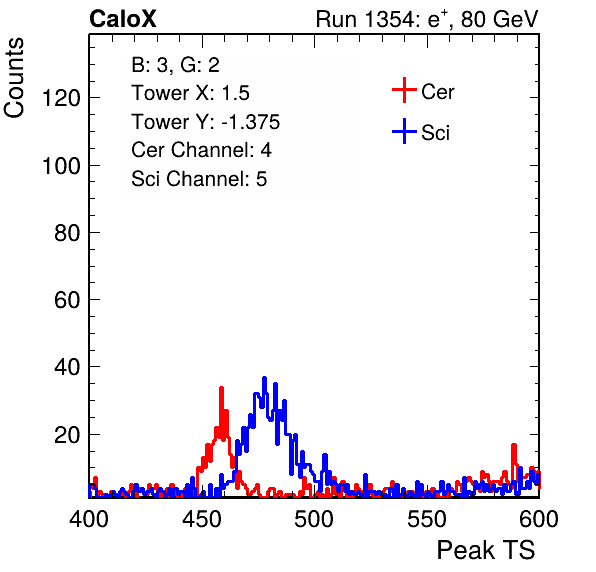 CaloX
Run 1354: e+, 80 GeV
Counts
B: 3, G: 2
Tower X: 1.5
Tower Y: -1.375
Cer Channel: 4
Sci Channel: 5
Cer
Sci
120
100
80
60
40
20
400
450
500
550
600
Peak TS